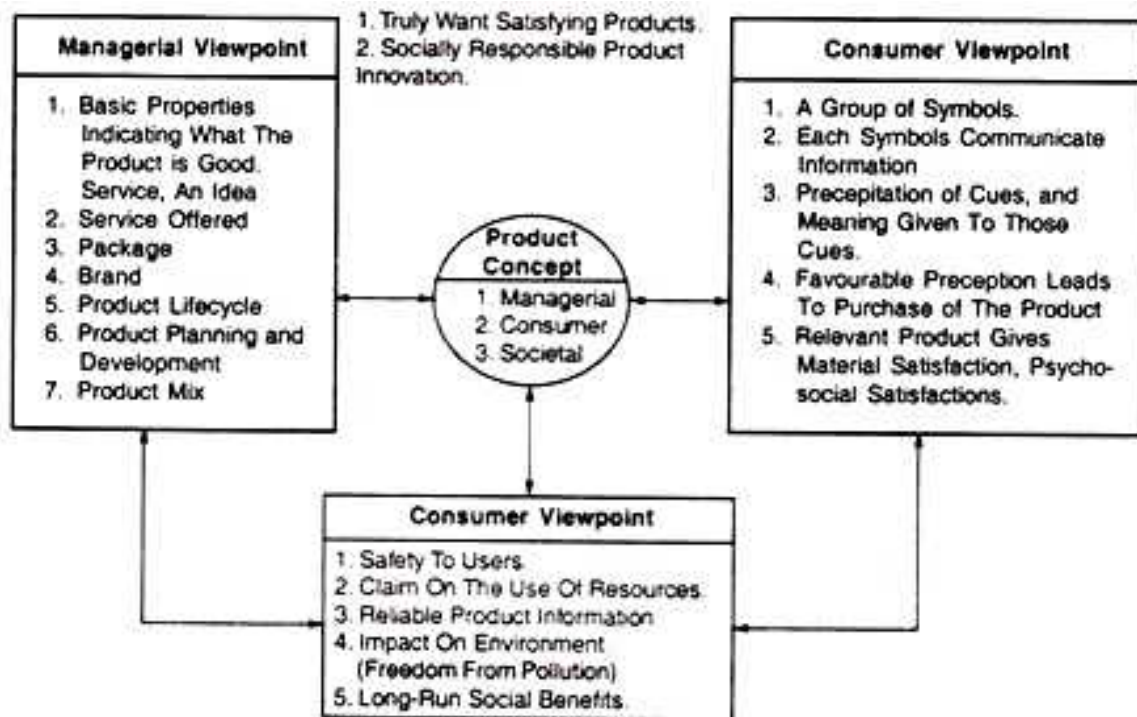 1. Truly Want Satisfying Products.
2. Socially Responsible Product
Innovation.
Managerial Viewpoint
1. Basic Properties
Indicating What The
Product is Good.
Service, An Idea
2. Service Offered
3. Package
4. Brand
5. Product Lifecycle
6. Product Planning and
Development
7. Product Mix
Product
Concept
1. Managerial
2. Consumer
3. Societal
Consumer Viewpoint
1. A Group of Symbols.
2. Each Symbols Communicate
Information
3. Precepitation of Cues, and
Meaning Given To Those
Cues.
4. Favourable Preception Leads
To Purchase of The Product
5. Relevant Product Gives
Material Satisfaction, Psycho-
social Satisfactions.
Consumer Viewpoint
1. Safety To Users.
2. Claim On The Use Of Resources.
3. Reliable Product Information
4. Impact On Environment
(Freedom From Pollution)
5. Long-Run Social Benefits.